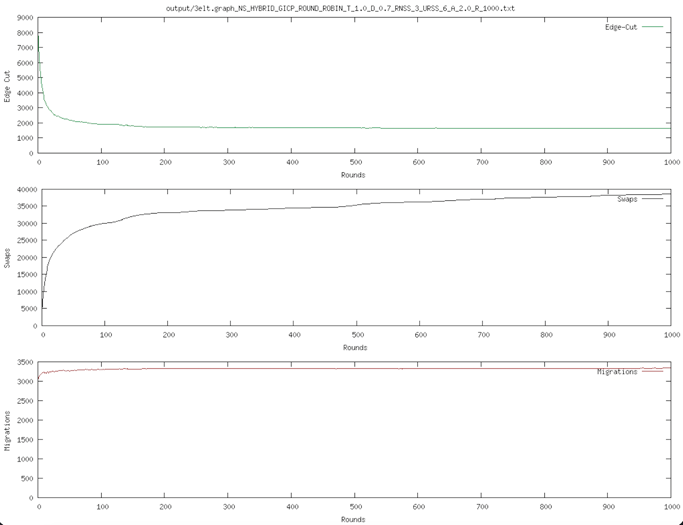 output/3elt.graph_NS_HYBRID_GICP_ROUND_ROBIN_T_1.0_D_0.7_RNSS_3_URSS_6_A_2.0_R_1000.txt
9000
8000
7000
6000
5000
4000
3000
2000
1000
0
Edge Cut
Edge-Cut
0 100 200 300 400 500 600 700 800 900 1000
Rounds
40000
35000
30000
25000
20000
15000
10000
5000
0
Swaps
Swaps
0 100 200 300 400 500 600 700 800 900 1000
Rounds
3500
3000
2500
2000
1500
1000
500
0
Migrations
Migrations
0 100 200 300 400 500 600 700 800 900 1000
Rounds